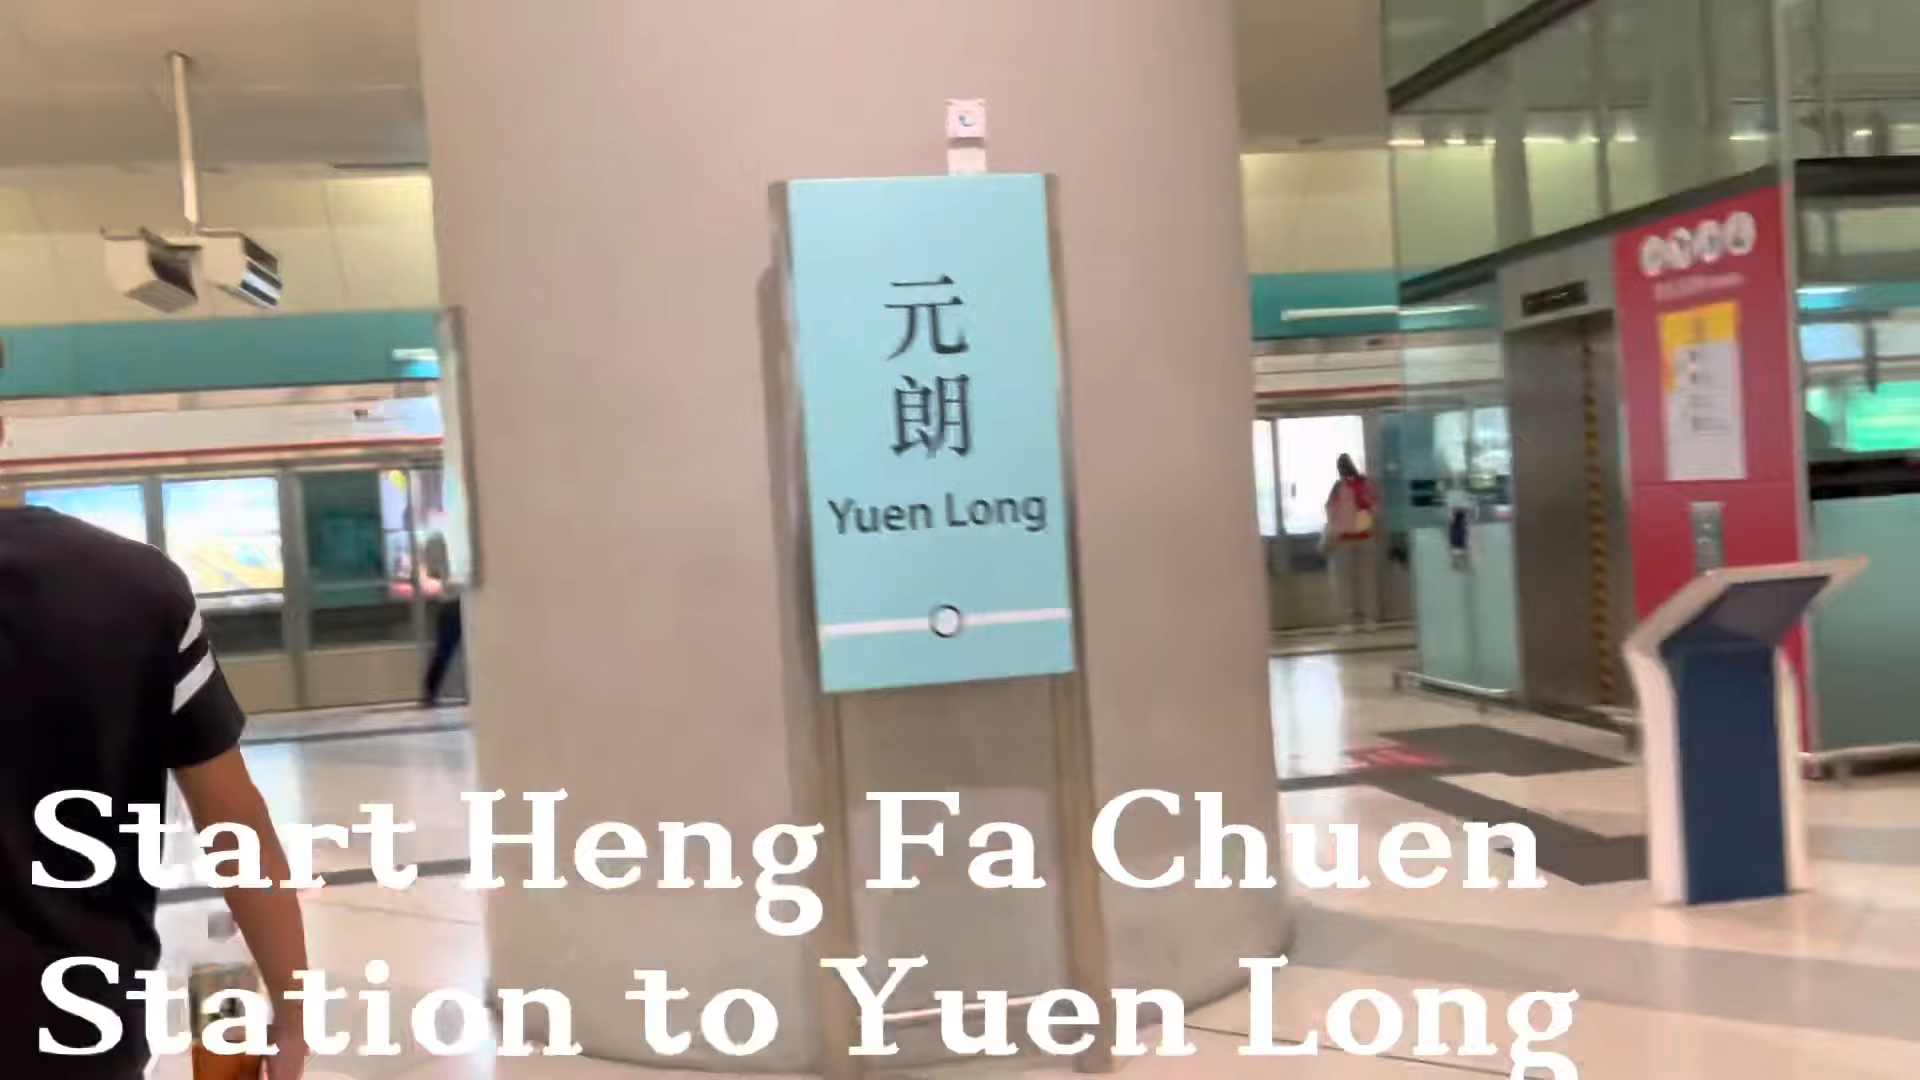 元
朗
Yuen Long
Start Heng Fa Chuen
Station to Yuen Long